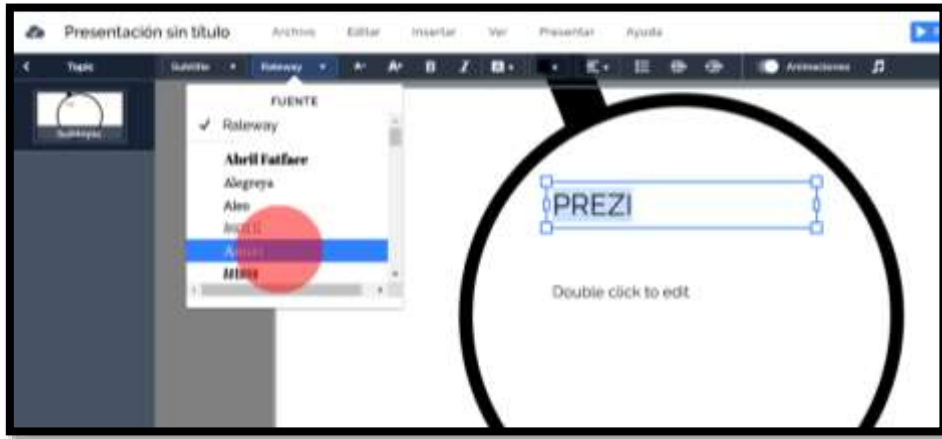 Presentación sin título Archivo Editar Insertar Ver Presentar Ayuda
Topic Subtitle Raleway A- A+ B I Animaciones
Subtopic
FUENTE
Raleway
Abril Fatface
Alegreya
Aleo
PREZI
Double click to edit